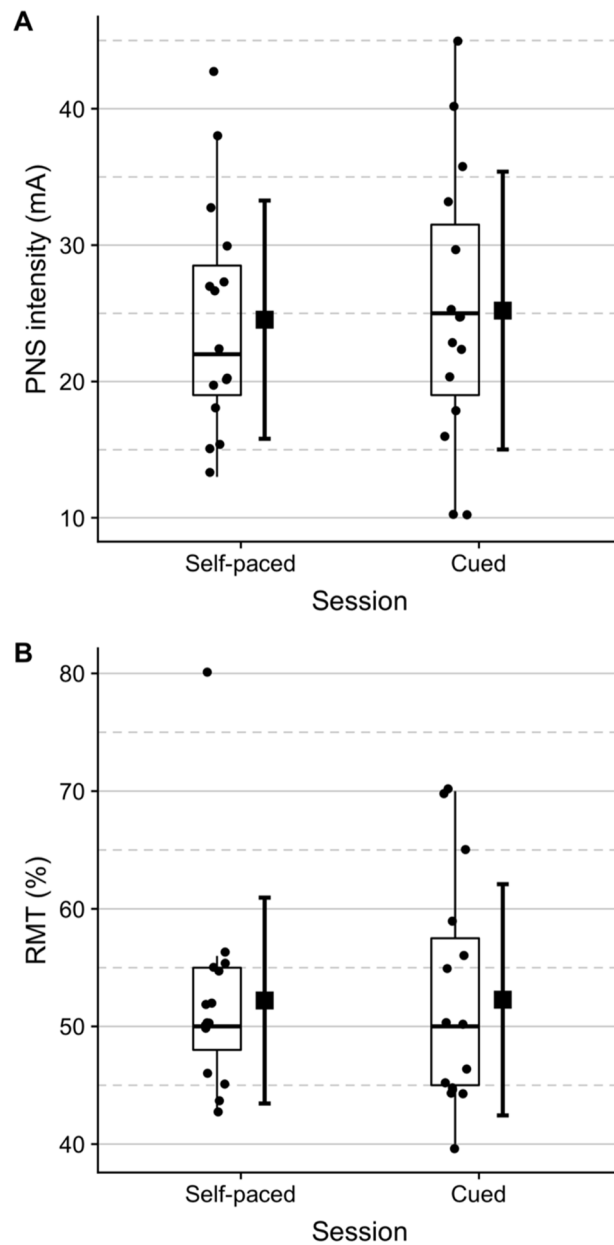 A
PNS intensity (mA)
40
30
20
10
Self-paced Cued
Session
B
RMT (%)
80
70
60
50
40
Self-paced Cued
Session